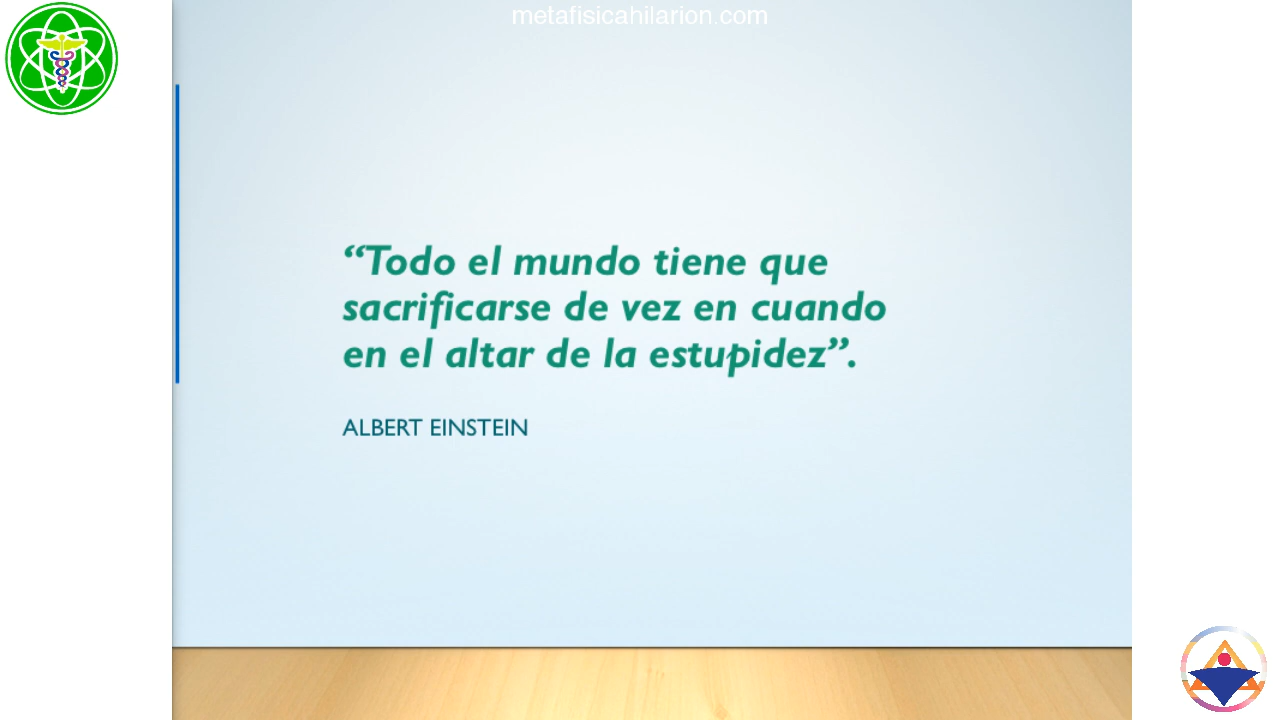 metafisicahilarion.com
“Todo el mundo tiene que
sacrificarse de vez en cuando
en el altar de la estupidez”.
ALBERT EINSTEIN